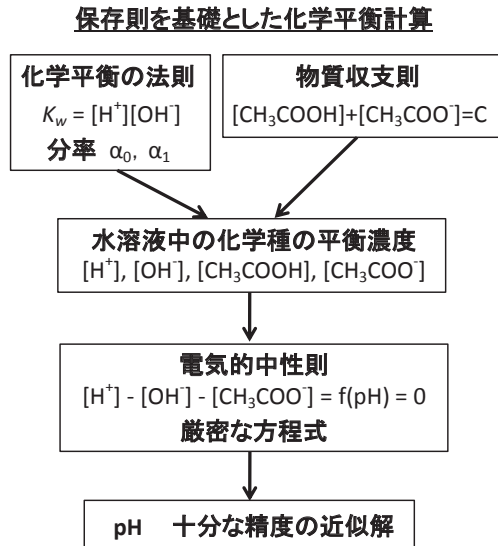 保存則を基礎とした化学平衡計算
化学平衡の法則
K_w = [H⁺][OH⁻]
分率 α₀, α₁
物質収支則
[CH₃COOH]+[CH₃COO⁻]=C
水溶液中の化学種の平衡濃度
[H⁺], [OH⁻], [CH₃COOH], [CH₃COO⁻]
電気的中性則
[H⁺] - [OH⁻] - [CH₃COO⁻] = f(pH) = 0
厳密な方程式
pH 十分な精度の近似解